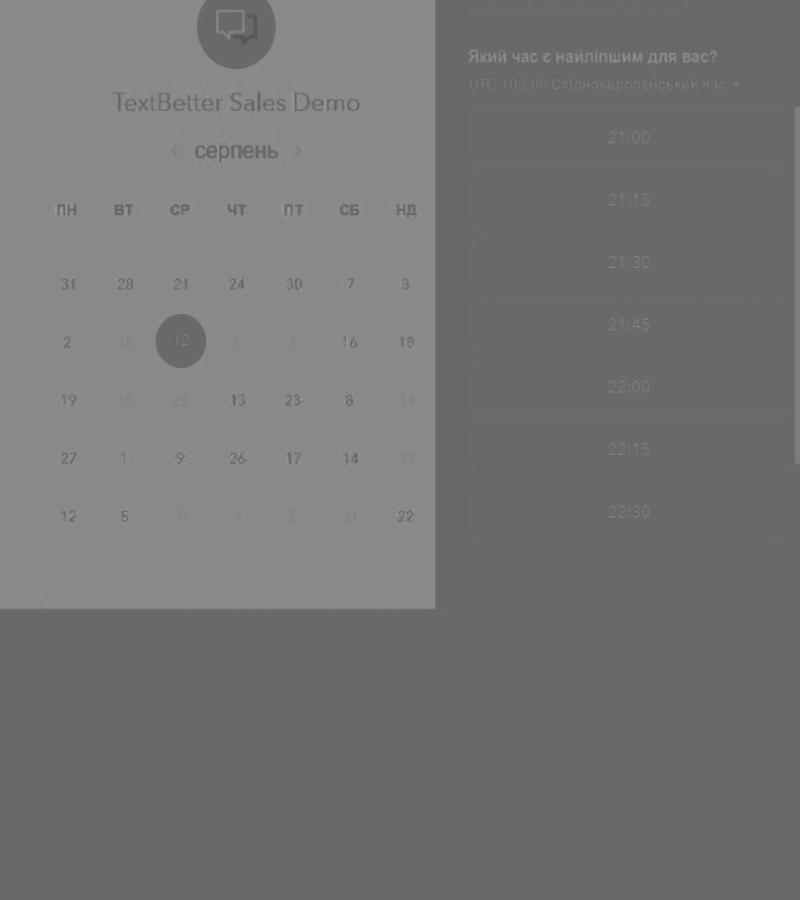 TextBetter Sales Demo
серпень
ПН ВТ СР ЧТ ПТ СБ НД
31 28 21 24 30 7 3
2 15 12 5 5 16 18
19 15 25 13 23 8 14
27 1 9 26 17 14 13
12 5 31 4 5 21 22
Який час є найліпшим для вас?
UTC +03:00 Східноєвропейський час
21:00
21:15
21:30
21:45
22:00
22:15
22:30